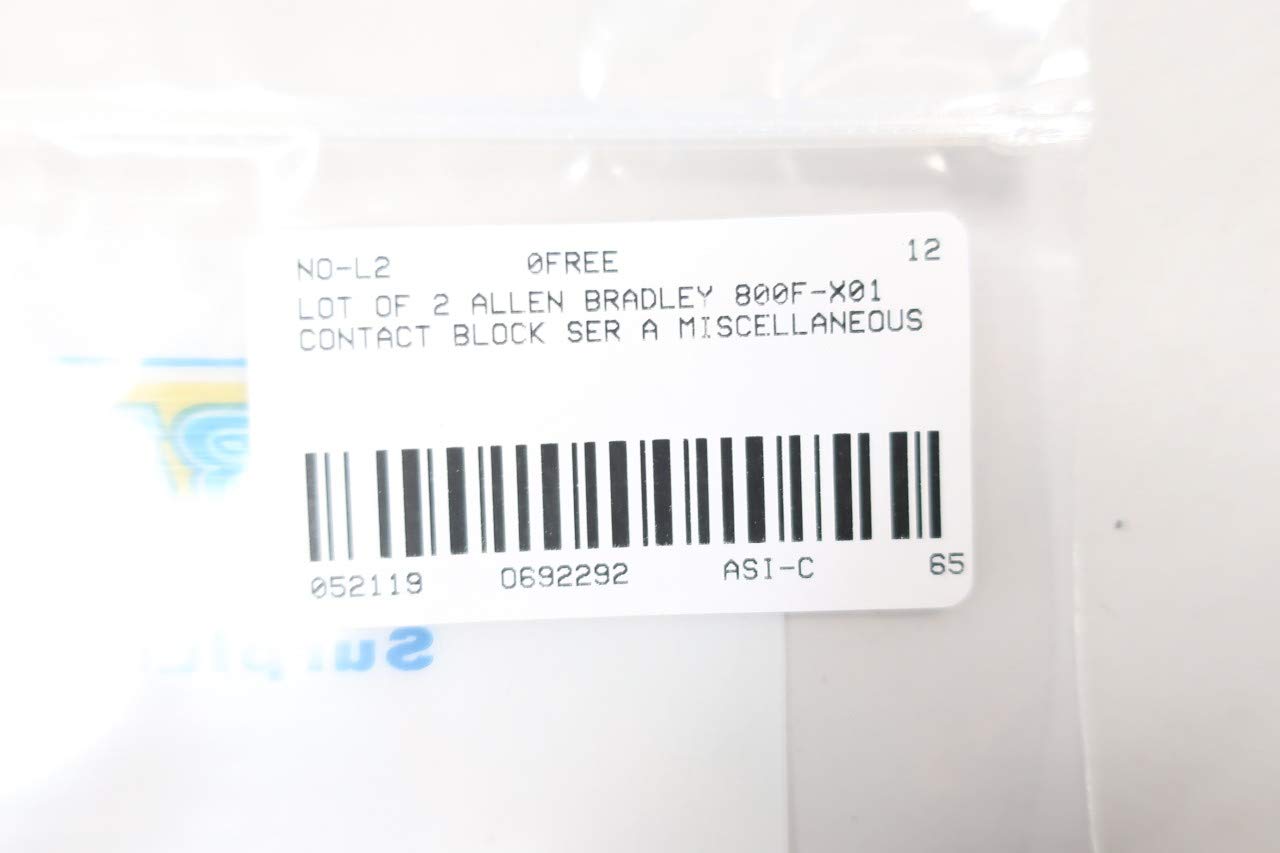 NO-L2 0FREE 12
LOT OF 2 ALLEN BRADLEY 800F-X01
CONTACT BLOCK SER A MISCELLANEOUS
052119 0692292 ASI-C 65